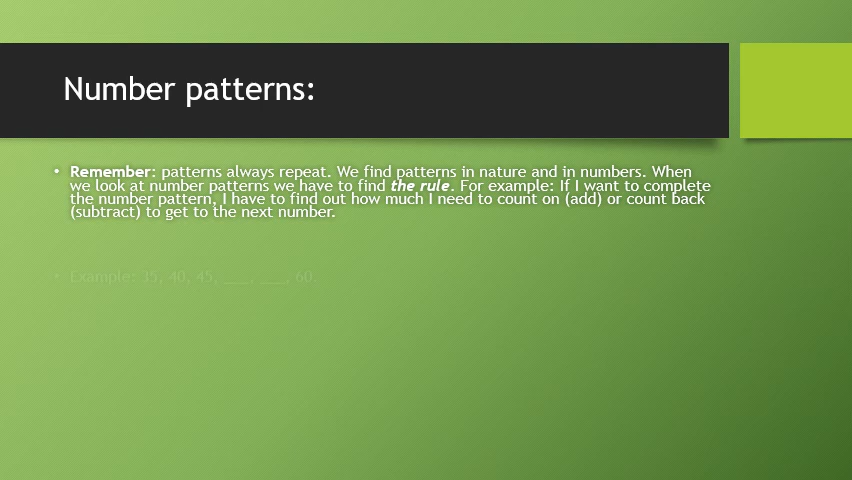 Number patterns:
• Remember: patterns always repeat. We find patterns in nature and in numbers. When
we look at number patterns we have to find the rule. For example: If I want to complete
the number pattern, I have to find out how much I need to count on (add) or count back
(subtract) to get to the next number.
• Example: 35, 40, 45, ___, ___, 60.